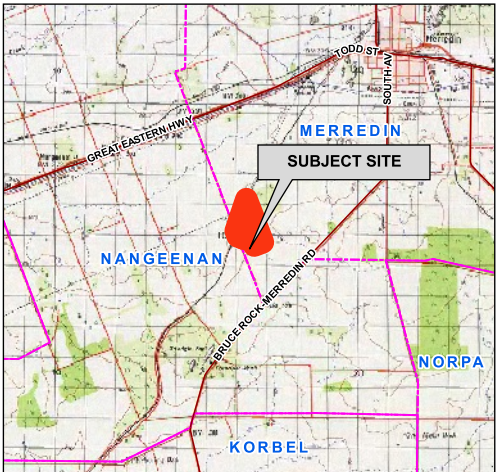 TODD ST
Merredin
SOUTH AV
GREAT EASTERN HWY
MERREDIN
SUBJECT SITE
NANGEENAN
BRUCE ROCK-MERREDIN RD
NORPA
KORBEL